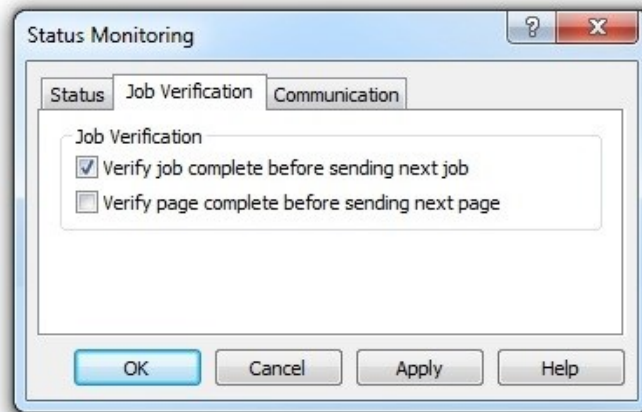 Status Monitoring
Status Job Verification Communication
Job Verification
Verify job complete before sending next job
Verify page complete before sending next page
OK Cancel Apply Help